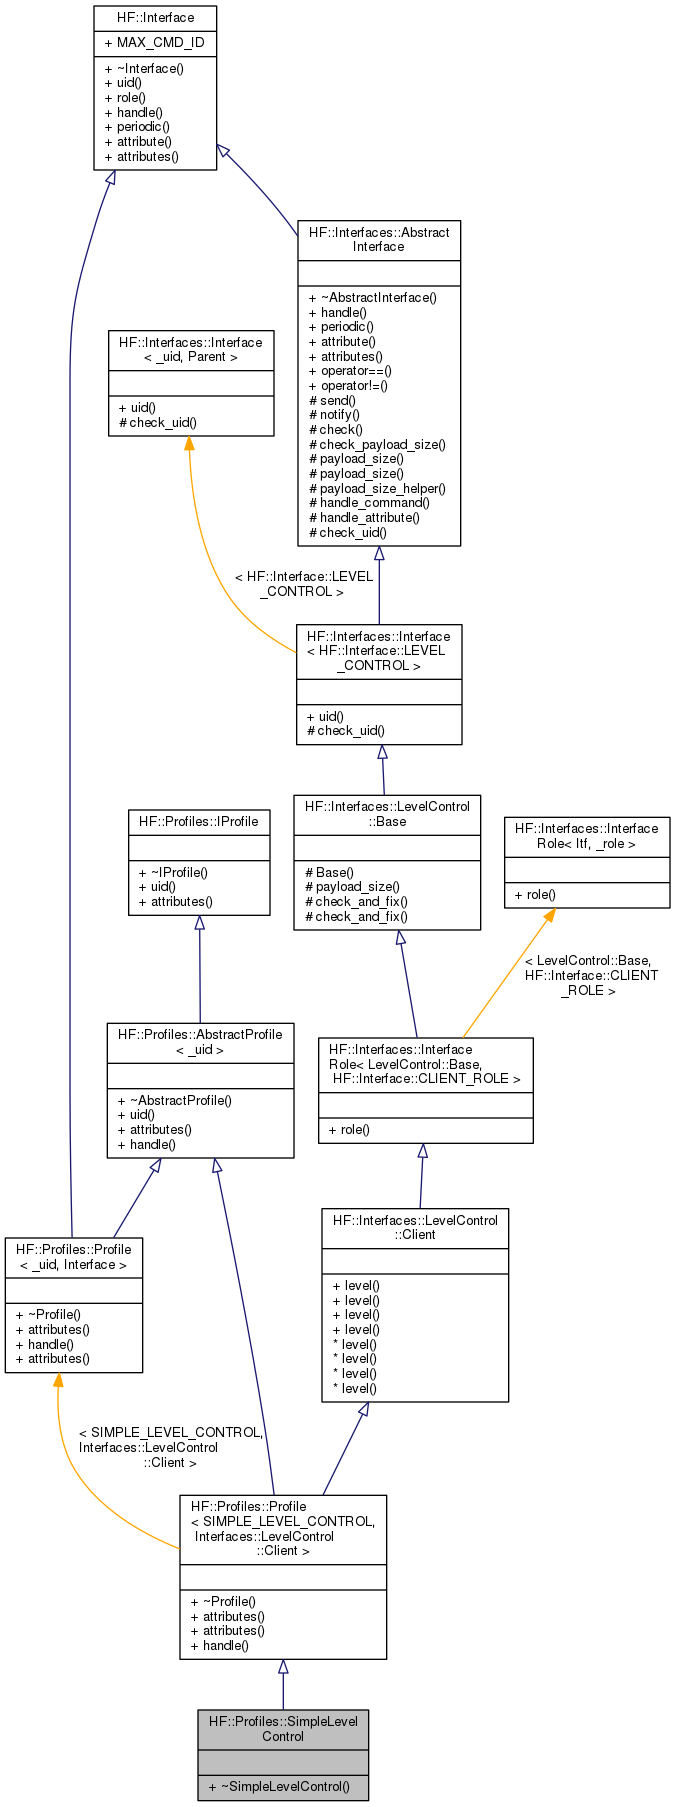 HF::Interface
+ MAX_CMD_ID
+ ~Interface()
+ uid()
+ role()
+ handle()
+ periodic()
+ attribute()
+ attributes()
HF::Interfaces::Abstract
Interface
+ ~AbstractInterface()
+ handle()
+ periodic()
+ attribute()
+ attributes()
+ operator==()
+ operator!=()
# send()
# notify()
# check()
# check_payload_size()
# payload_size()
# payload_size()
# payload_size_helper()
# handle_command()
# handle_attribute()
# check_uid()
HF::Interfaces::Interface
< _uid, Parent >
+ uid()
# check_uid()
< HF::Interface::LEVEL
_CONTROL >
HF::Interfaces::Interface
< HF::Interface::LEVEL
_CONTROL >
+ uid()
# check_uid()
HF::Interfaces::LevelControl
::Base
# Base()
# payload_size()
# check_and_fix()
# check_and_fix()
HF::Profiles::IProfile
+ ~IProfile()
+ uid()
+ attributes()
HF::Interfaces::Interface
Role< Itf, _role >
+ role()
< LevelControl::Base,
HF::Interface::CLIENT
_ROLE >
HF::Profiles::AbstractProfile
< _uid >
+ ~AbstractProfile()
+ uid()
+ attributes()
+ handle()
HF::Interfaces::Interface
Role< LevelControl::Base,
HF::Interface::CLIENT_ROLE >
+ role()
HF::Interfaces::LevelControl
::Client
+ level()
+ level()
+ level()
+ level()
* level()
* level()
* level()
* level()
HF::Profiles::Profile
< _uid, Interface >
+ ~Profile()
+ attributes()
+ handle()
+ attributes()
< SIMPLE_LEVEL_CONTROL,
Interfaces::LevelControl
::Client >
HF::Profiles::Profile
< SIMPLE_LEVEL_CONTROL,
Interfaces::LevelControl
::Client >
+ ~Profile()
+ attributes()
+ attributes()
+ handle()
HF::Profiles::SimpleLevel
Control
+ ~SimpleLevelControl()